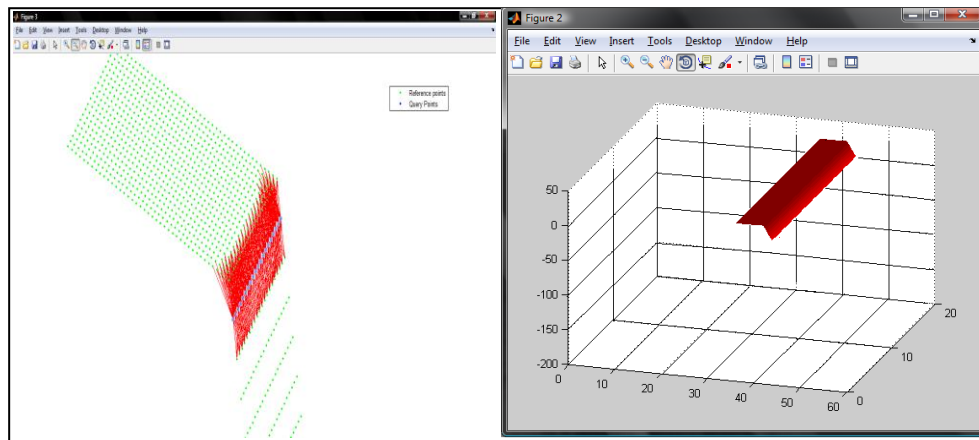 Figure 3
File Edit View Insert Tools Desktop Window Help
Reference points
Query Points
Figure 2
File Edit View Insert Tools Desktop Window Help
50
0
-50
-100
-150
-200
0
10
20
30
40
50
60
0
10
20